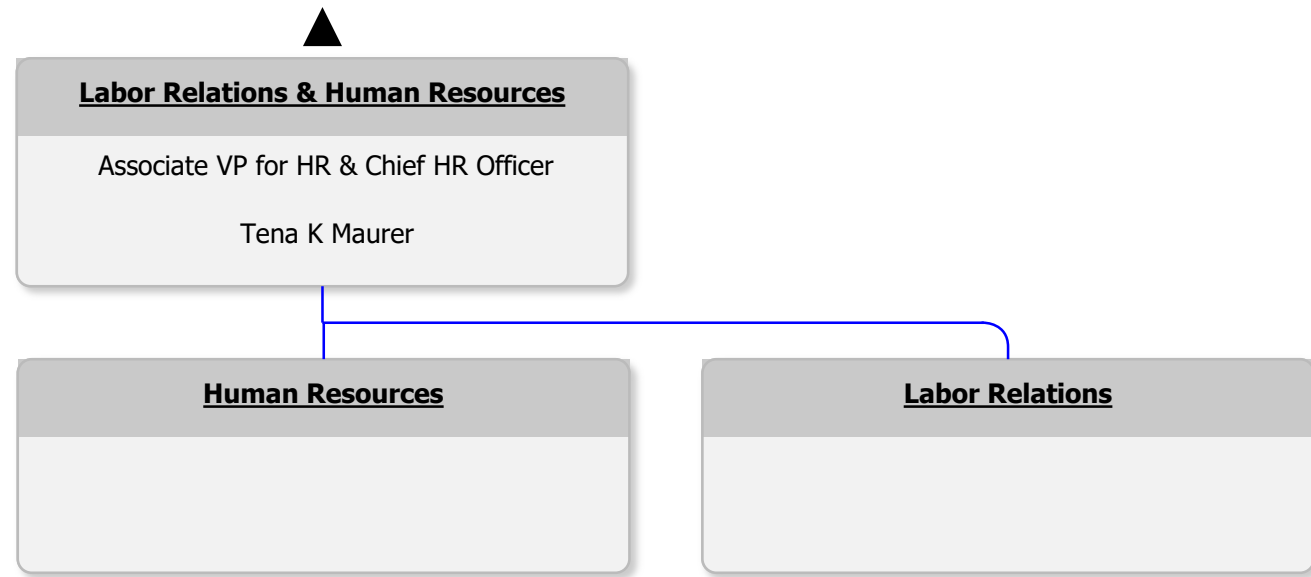 Labor Relations & Human Resources
Associate VP for HR & Chief HR Officer
Tena K Maurer
Human Resources
Labor Relations